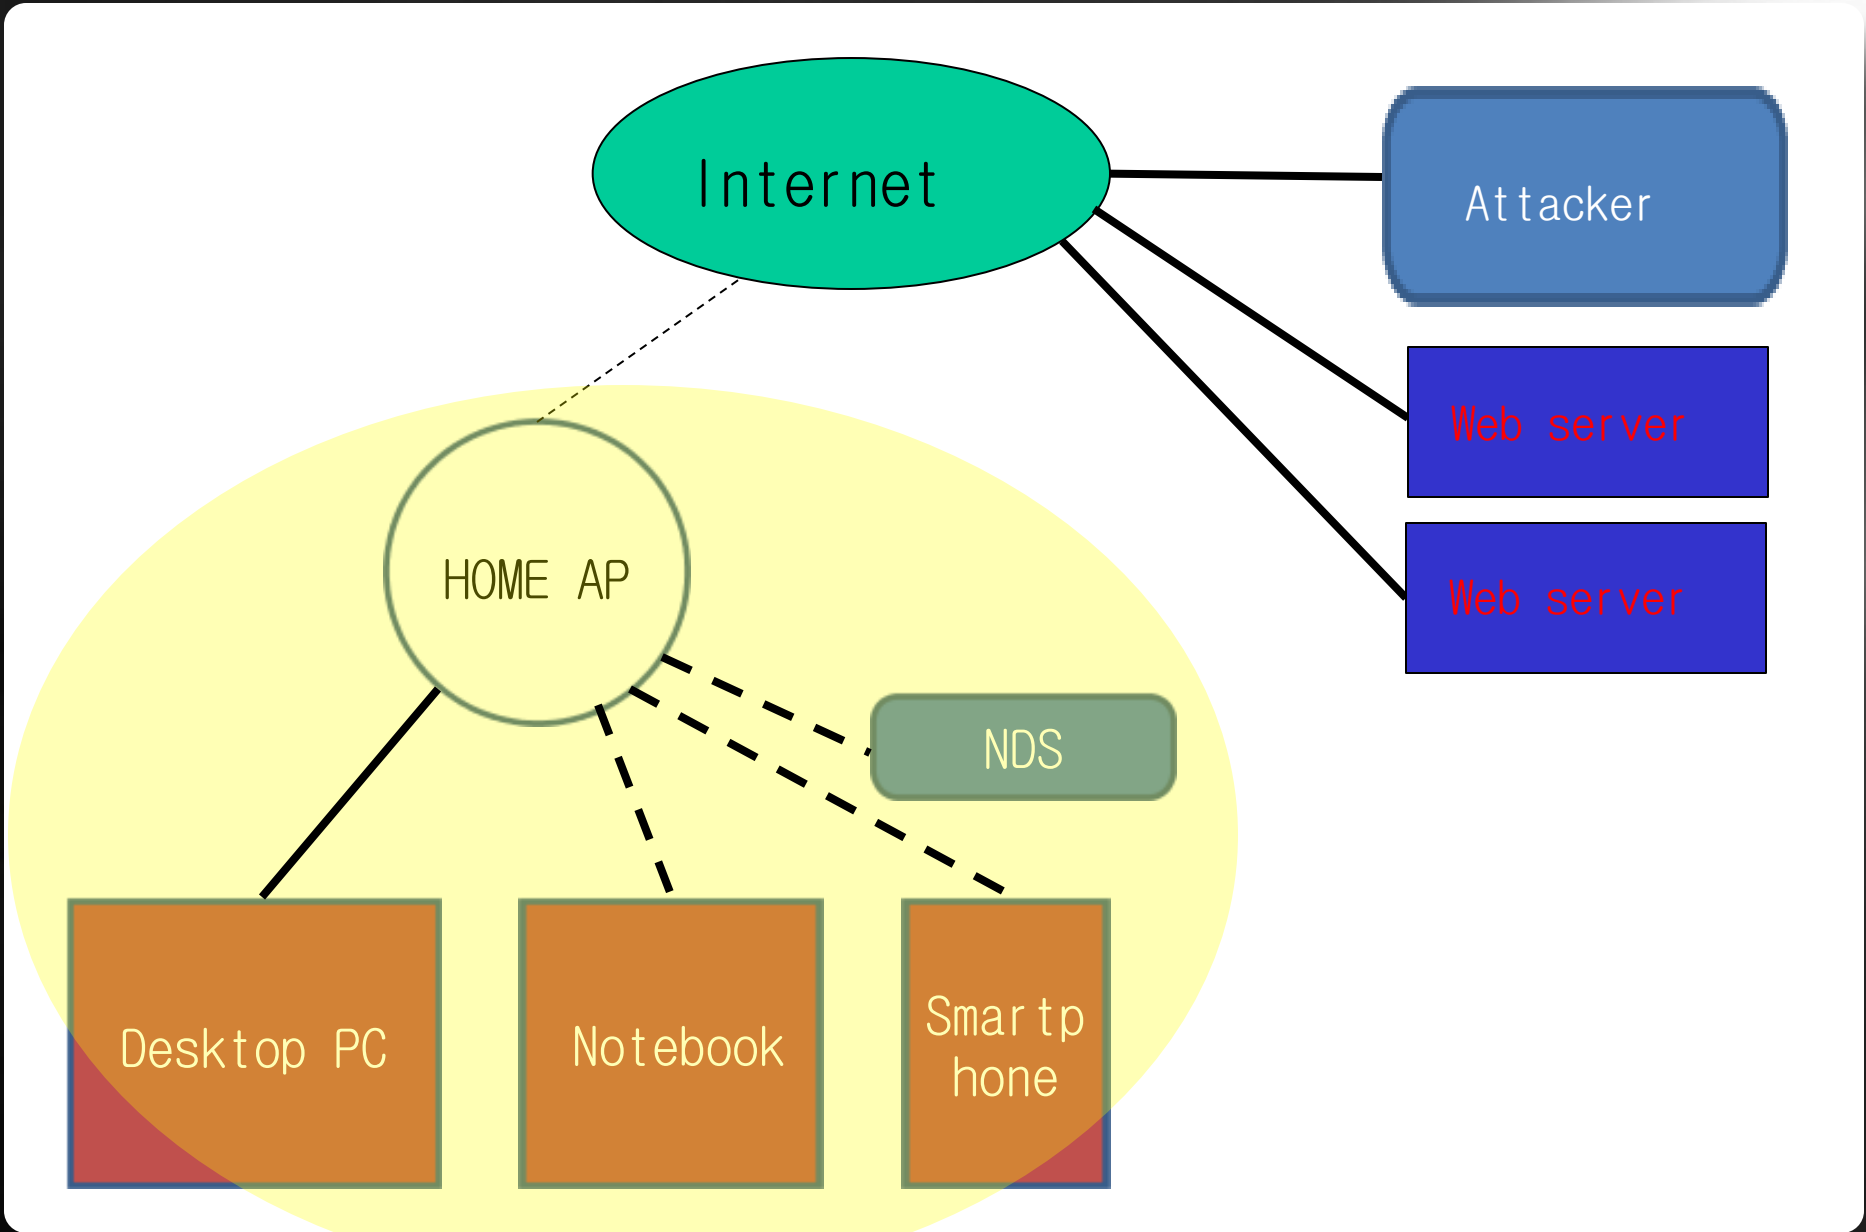 Internet
Attacker
Web server
Web server
HOME AP
NDS
Desktop PC
Notebook
Smartp
hone